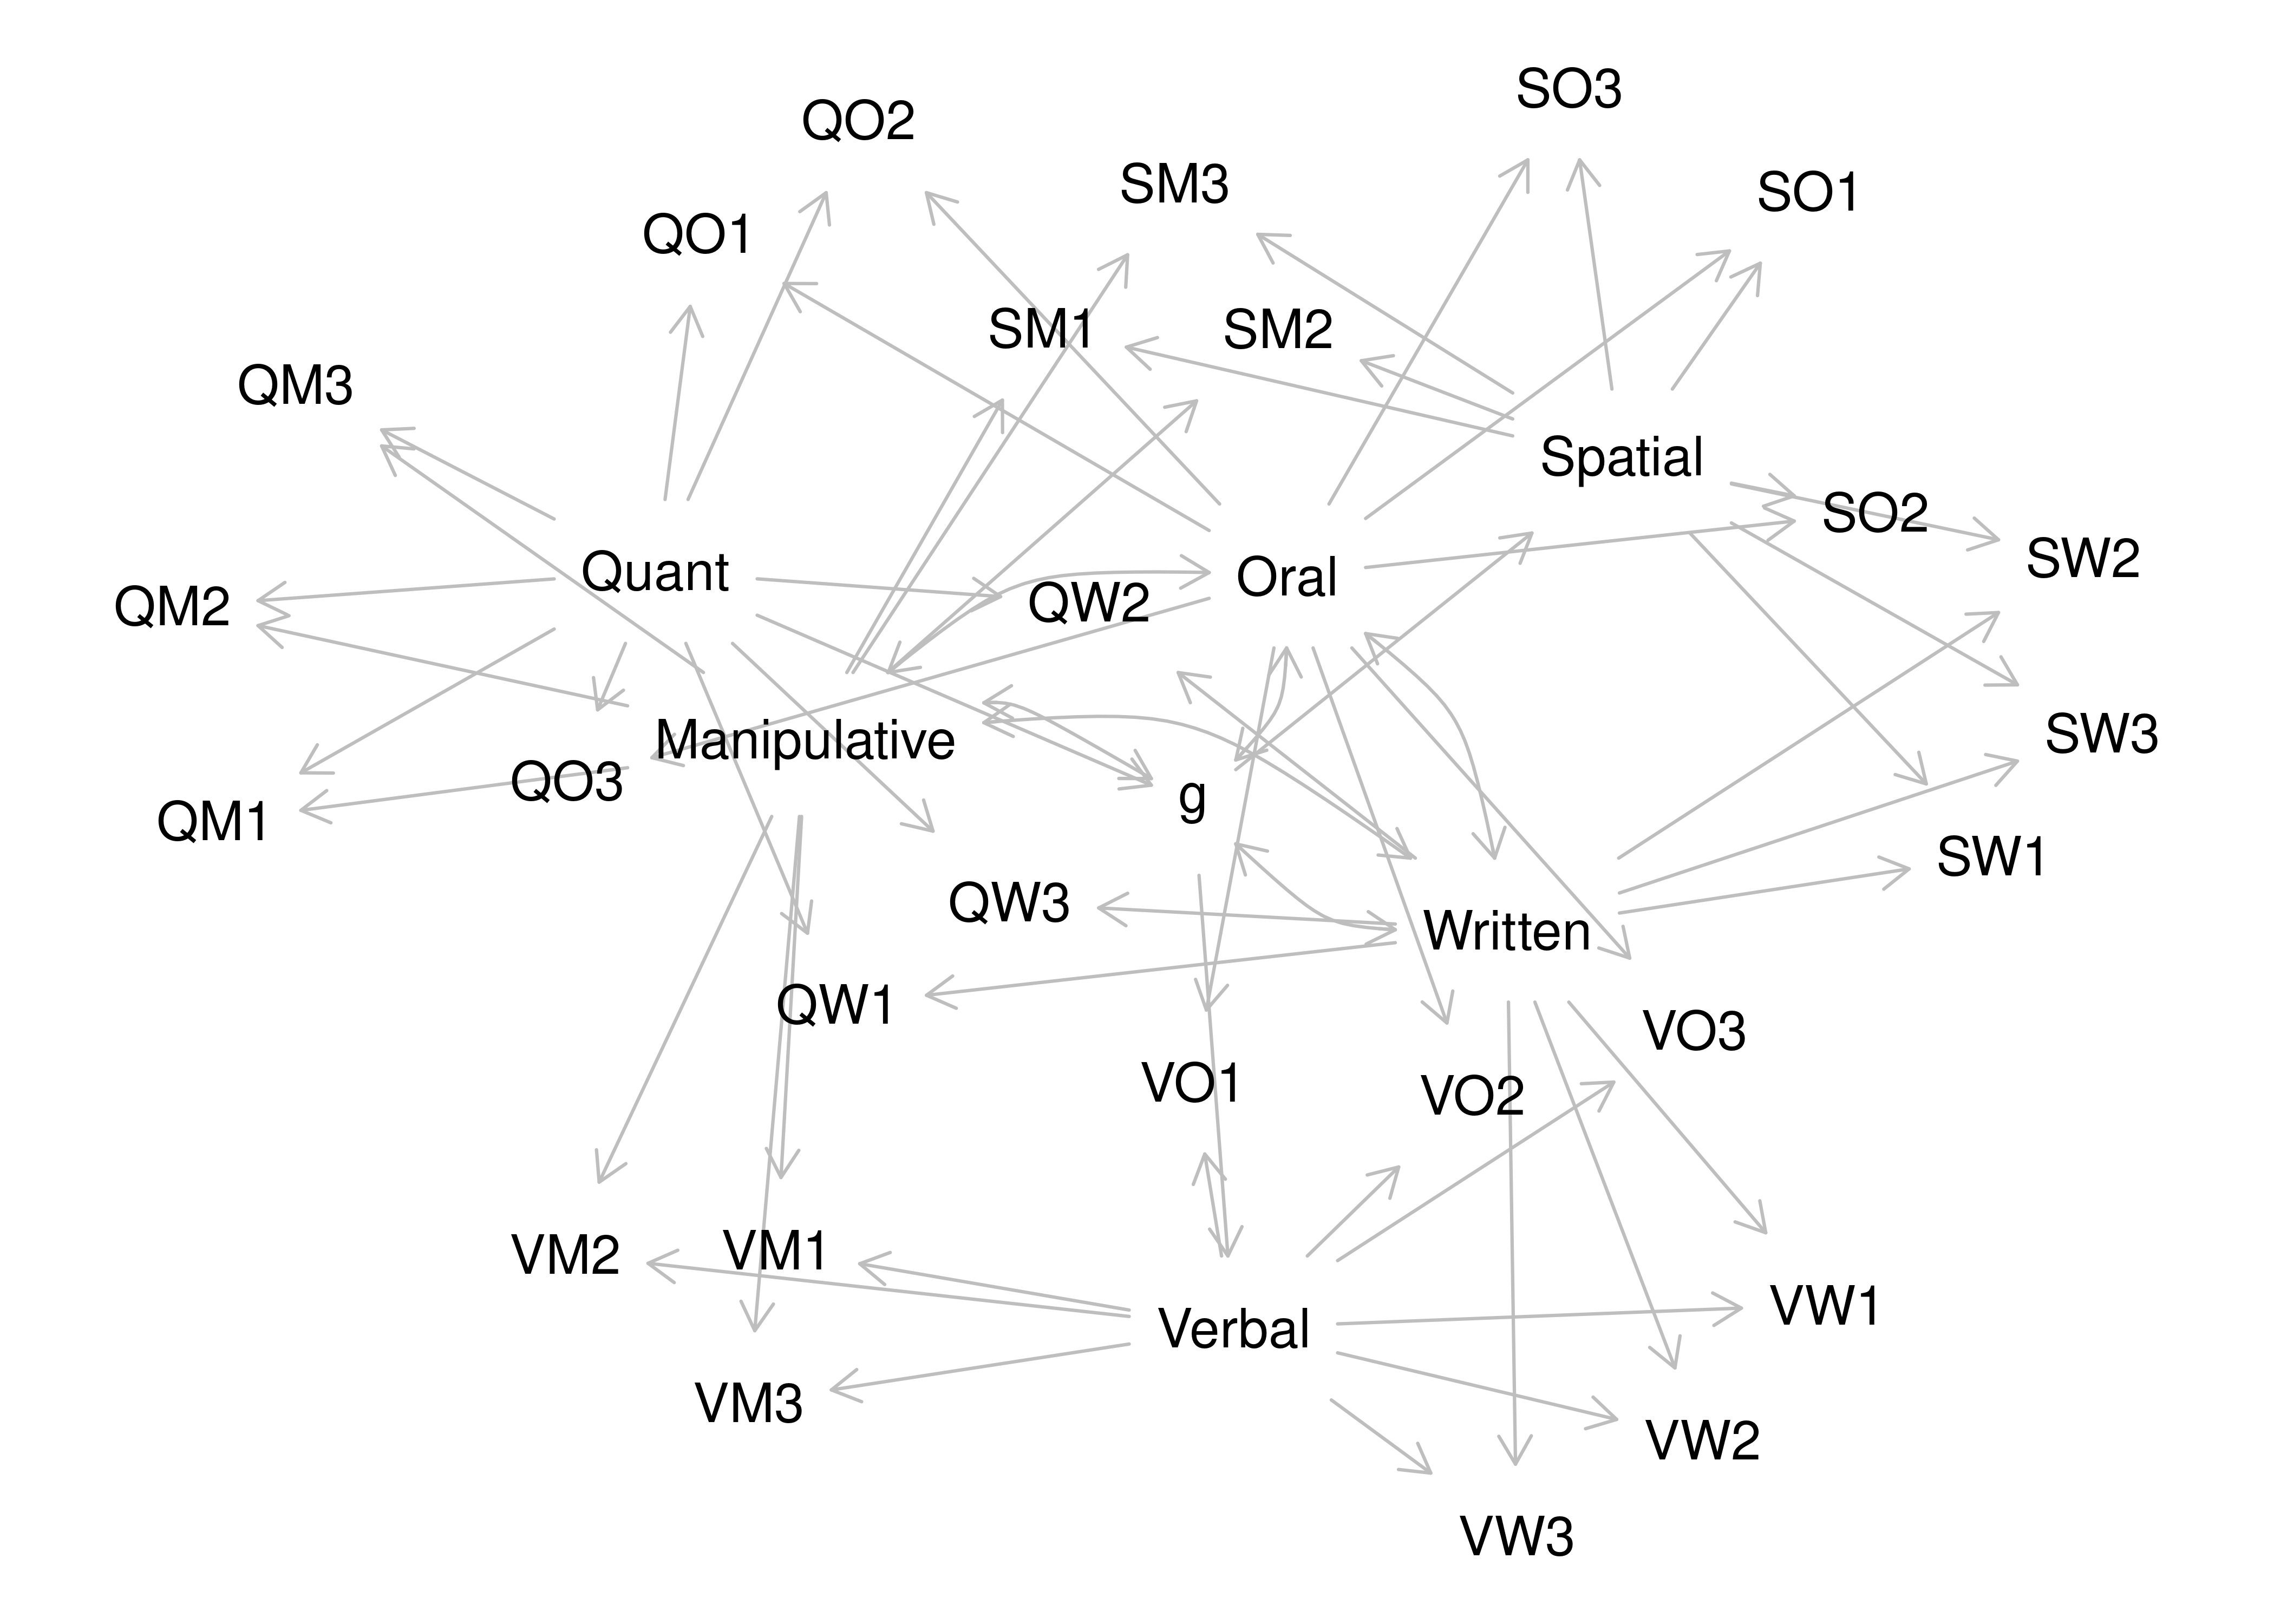 SO3
QO2
SM3
SO1
QO1
SM1
SM2
QM3
Spatial
SO2
SW2
Quant
Oral
QM2
QW2
SW3
Manipulative
QO3
g
QM1
SW1
QW3
Written
QW1
VO3
VO1
VO2
VM2
VM1
VW1
Verbal
VM3
VW2
VW3